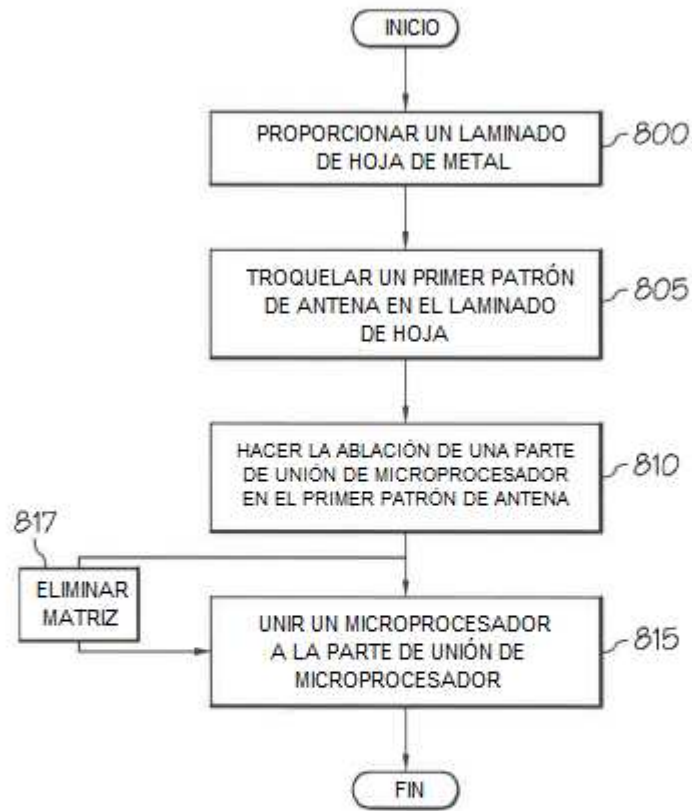 INICIO
PROPORCIONAR UN LAMINADO
DE HOJA DE METAL
800
TROQUELAR UN PRIMER PATRÓN
DE ANTENA EN EL LAMINADO
DE HOJA
805
HACER LA ABLACIÓN DE UNA PARTE
DE UNIÓN DE MICROPROCESADOR
EN EL PRIMER PATRÓN DE ANTENA
810
817
ELIMINAR
MATRIZ
UNIR UN MICROPROCESADOR
A LA PARTE DE UNIÓN DE
MICROPROCESADOR
815
FIN